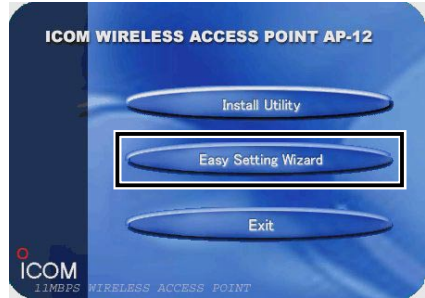 ICOM WIRELESS ACCESS POINT AP-12
Install Utility
Easy Setting Wizard
Exit
ICOM
11MBPS WIRELESS ACCESS POINT